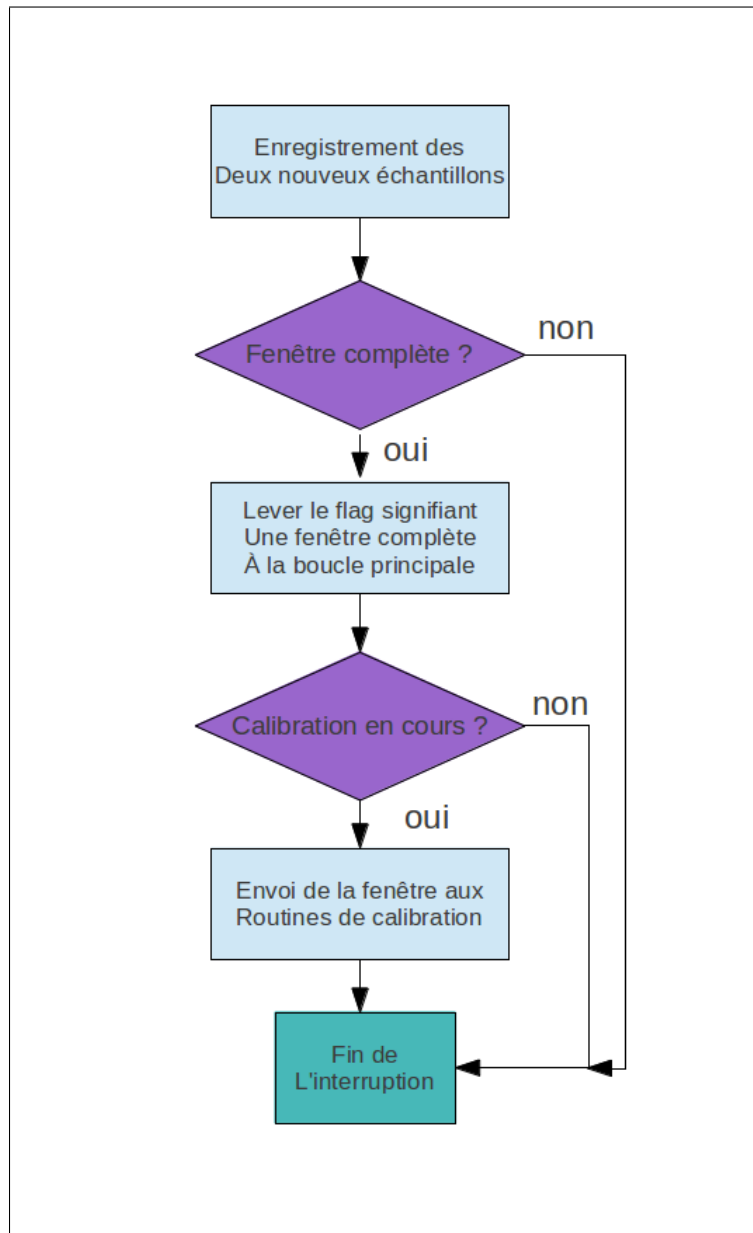 Enregistrement des
Deux nouveux échantillons
Fenêtre complète ?
non
oui
Lever le flag signifiant
Une fenêtre complète
À la boucle principale
Calibration en cours ?
non
oui
Envoi de la fenêtre aux
Routines de calibration
Fin de
L'interruption